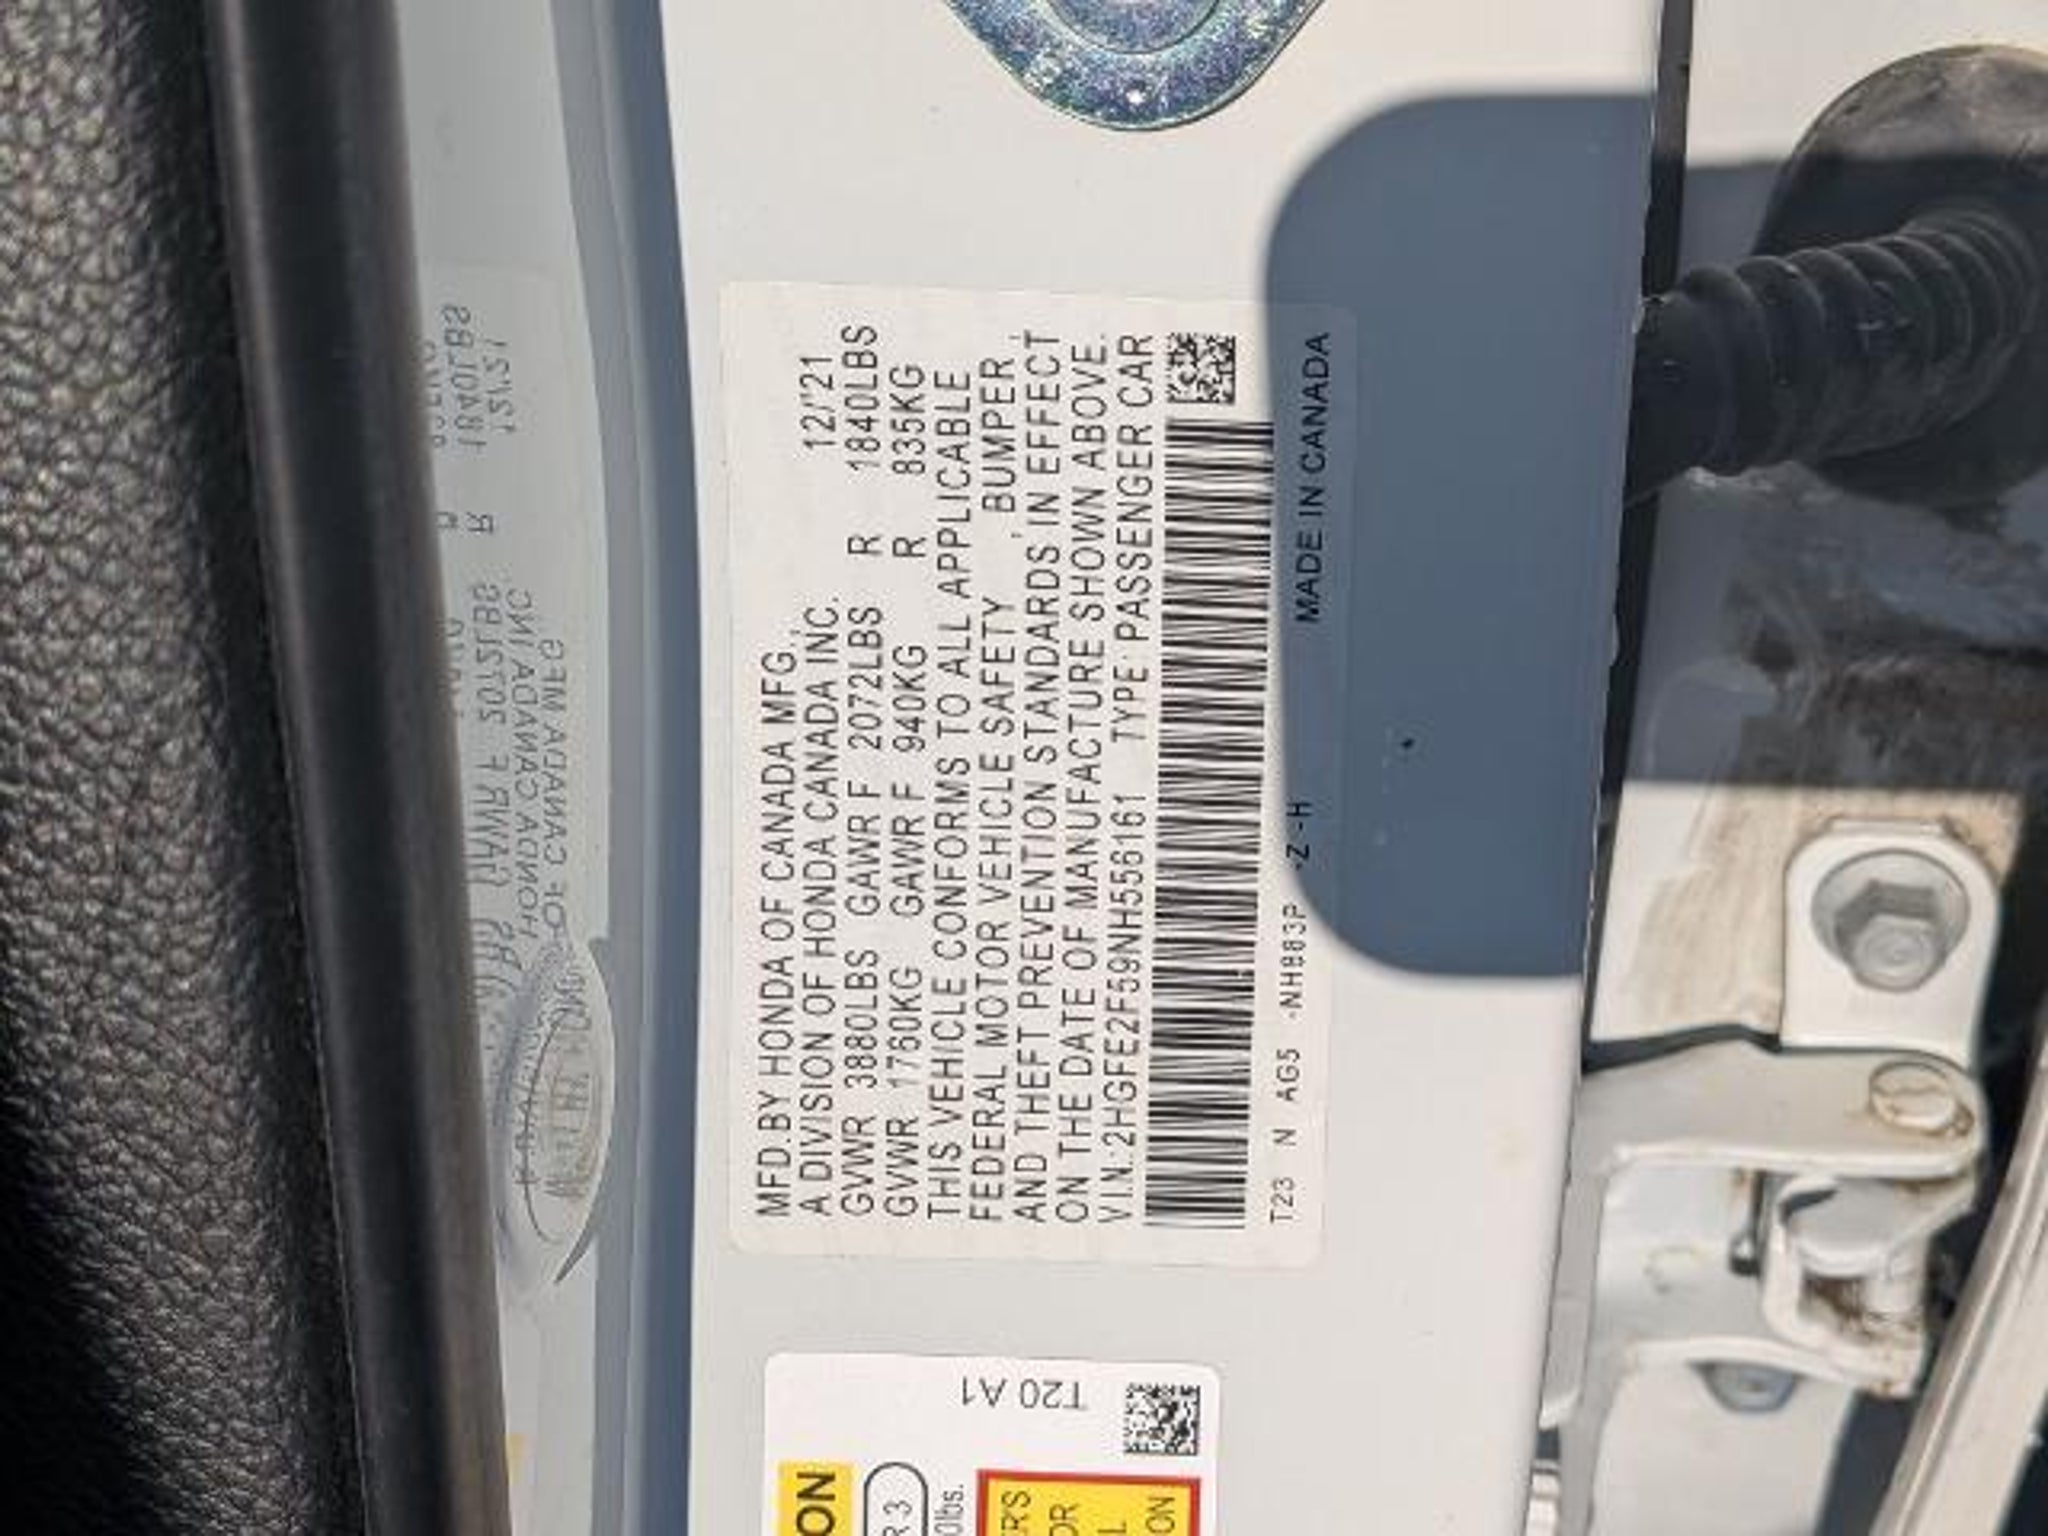 MFD.BY HONDA OF CANADA MFG.,
A DIVISION OF HONDA CANADA INC. 12/'21
GVWR 3880LBS GAWR F 2072LBS R 1840LBS
GVWR 1760KG GAWR F 940KG R 835KG
THIS VEHICLE CONFORMS TO ALL APPLICABLE
FEDERAL MOTOR VEHICLE SAFETY , BUMPER ,
AND THEFT PREVENTION STANDARDS IN EFFECT
ON THE DATE OF MANUFACTURE SHOWN ABOVE.
V.I.N.:2HGFE2F59NH556161 TYPE PASSENGER CAR
T23 N AG5 -NH883P -Z -H MADE IN CANADA
T20 A1